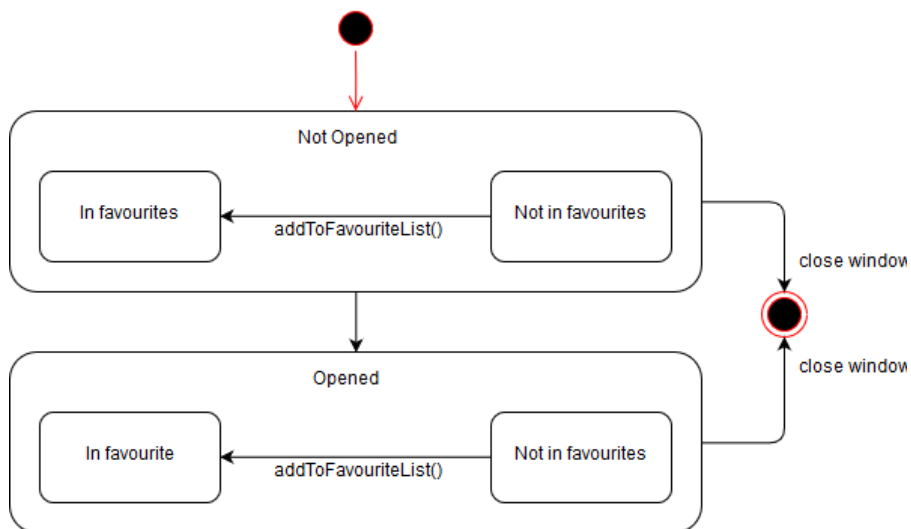 Not Opened
In favourites
Not in favourites
addToFavouriteList()
close window
close window
Opened
In favourite
Not in favourites
addToFavouriteList()